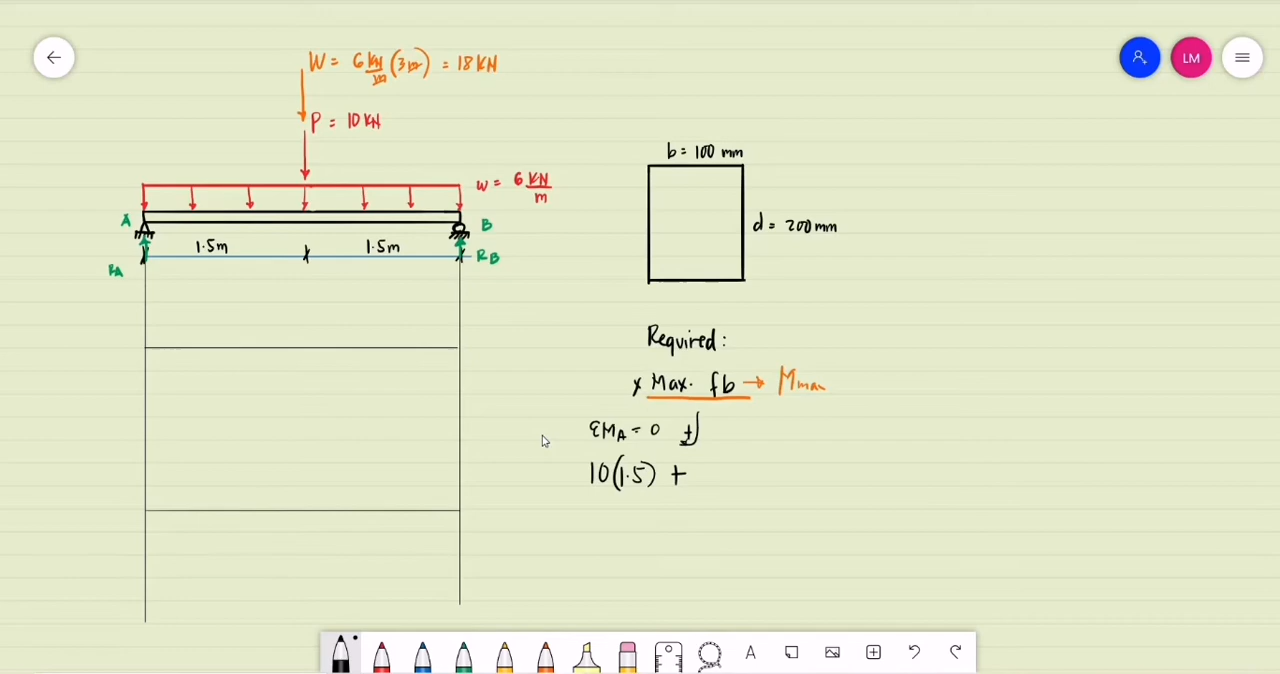 W = 6 KN/m (3m) = 18 KN
P = 10 KN
w = 6 KN/m
A
B
1.5m
1.5m
RA
RB
b = 100 mm
d = 200 mm
Required:
x Max. fb → Mmax
ΣMA = 0 +
10(1.5) +
LM
A